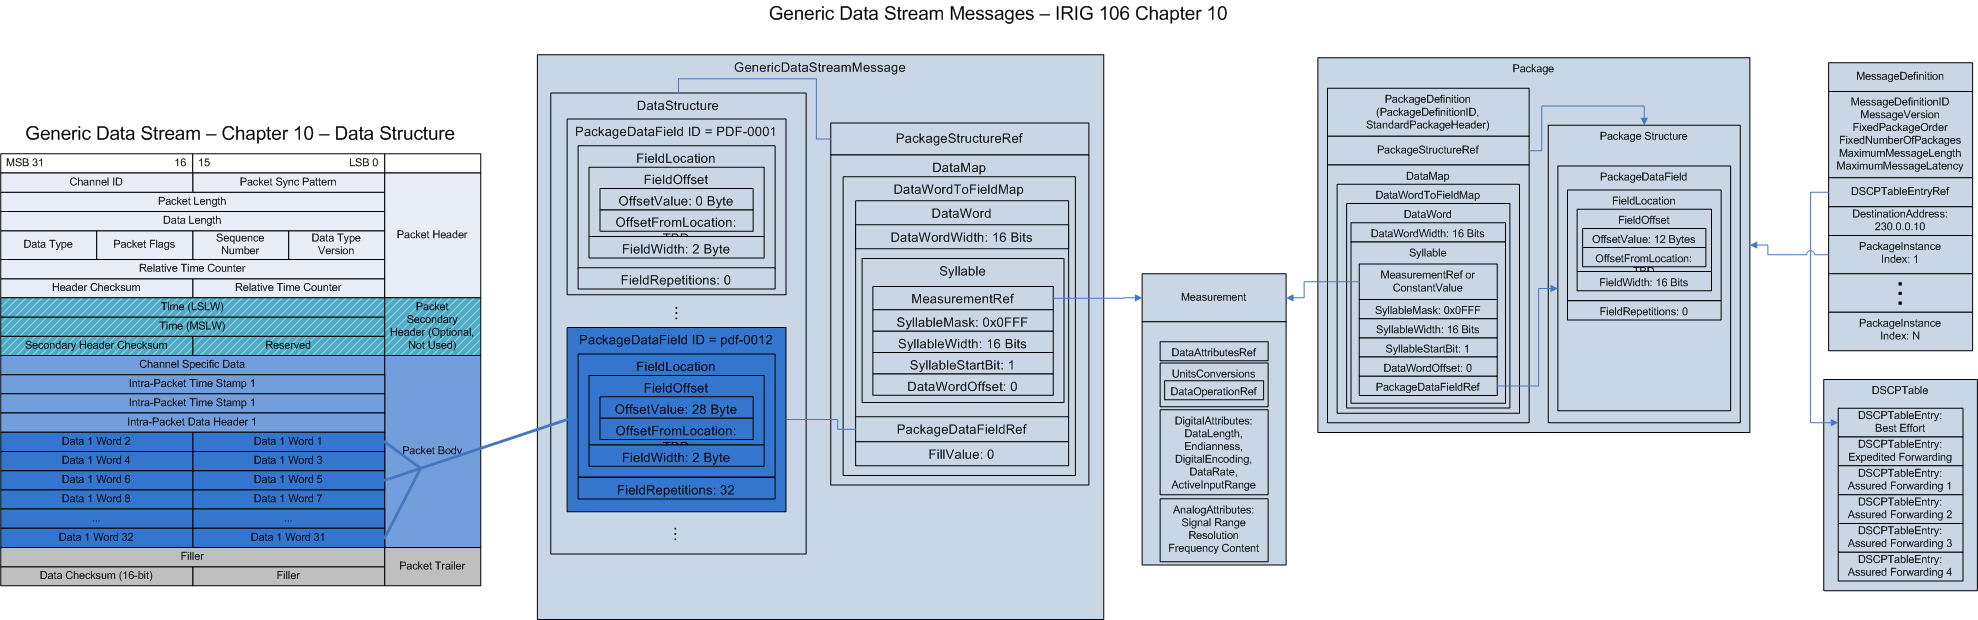 Generic Data Stream Messages – IRIG 106 Chapter 10
Generic Data Stream – Chapter 10 – Data Structure
MSB 31 16 15 LSB 0
Channel ID Packet Sync Pattern
Packet Length
Data Length
Data Type Packet Flags Sequence Number Data Type Version
Relative Time Counter
Header Checksum Relative Time Counter
Packet Header
Time (LSLW)
Time (MSLW)
Secondary Header Checksum Reserved
Packet
Secondary
Header (Optional,
Not Used)
Channel Specific Data
Intra-Packet Time Stamp 1
Intra-Packet Time Stamp 1
Intra-Packet Data Header 1
Data 1 Word 2 Data 1 Word 1
Data 1 Word 4 Data 1 Word 3
Data 1 Word 6 Data 1 Word 5
Data 1 Word 8 Data 1 Word 7
... ...
Data 1 Word 32 Data 1 Word 31
Packet Body
Filler
Data Checksum (16-bit) Filler
Packet Trailer
GenericDataStreamMessage
DataStructure
PackageDataField ID = PDF-0001
FieldLocation
FieldOffset
OffsetValue: 0 Byte
OffsetFromLocation:
TBD
FieldWidth: 2 Byte
FieldRepetitions: 0
...
PackageDataField ID = pdf-0012
FieldLocation
FieldOffset
OffsetValue: 28 Byte
OffsetFromLocation:
TBD
FieldWidth: 2 Byte
FieldRepetitions: 32
...
PackageStructureRef
DataMap
DataWordToFieldMap
DataWord
DataWordWidth: 16 Bits
Syllable
MeasurementRef
SyllableMask: 0x0FFF
SyllableWidth: 16 Bits
SyllableStartBit: 1
DataWordOffset: 0
PackageDataFieldRef
FillValue: 0
Measurement
DataAttributesRef
UnitsConversions
DataOperationRef
DigitalAttributes:
DataLength,
Endianness,
DigitalEncoding,
DataRate,
ActiveInputRange
AnalogAttributes:
Signal Range
Resolution
Frequency Content
Package
PackageDefinition
(PackageDefinitionID,
StandardPackageHeader)
PackageStructureRef
DataMap
DataWordToFieldMap
DataWord
DataWordWidth: 16 Bits
Syllable
MeasurementRef or
ConstantValue
SyllableMask: 0x0FFF
SyllableWidth: 16 Bits
SyllableStartBit: 1
DataWordOffset: 0
PackageDataFieldRef
Package Structure
PackageDataField
FieldLocation
FieldOffset
OffsetValue: 12 Bytes
OffsetFromLocation:
TBD
FieldWidth: 16 Bits
FieldRepetitions: 0
MessageDefinition
MessageDefinitionID
MessageVersion
FixedPackageOrder
FixedNumberOfPackages
MaximumMessageLength
MaximumMessageLatency
DSCPTableEntryRef
DestinationAddress:
230.0.0.10
PackageInstance
Index: 1
...
PackageInstance
Index: N
DSCPTable
DSCPTableEntry:
Best Effort
DSCPTableEntry:
Expedited Forwarding
DSCPTableEntry:
Assured Forwarding 1
DSCPTableEntry:
Assured Forwarding 2
DSCPTableEntry:
Assured Forwarding 3
DSCPTableEntry:
Assured Forwarding 4